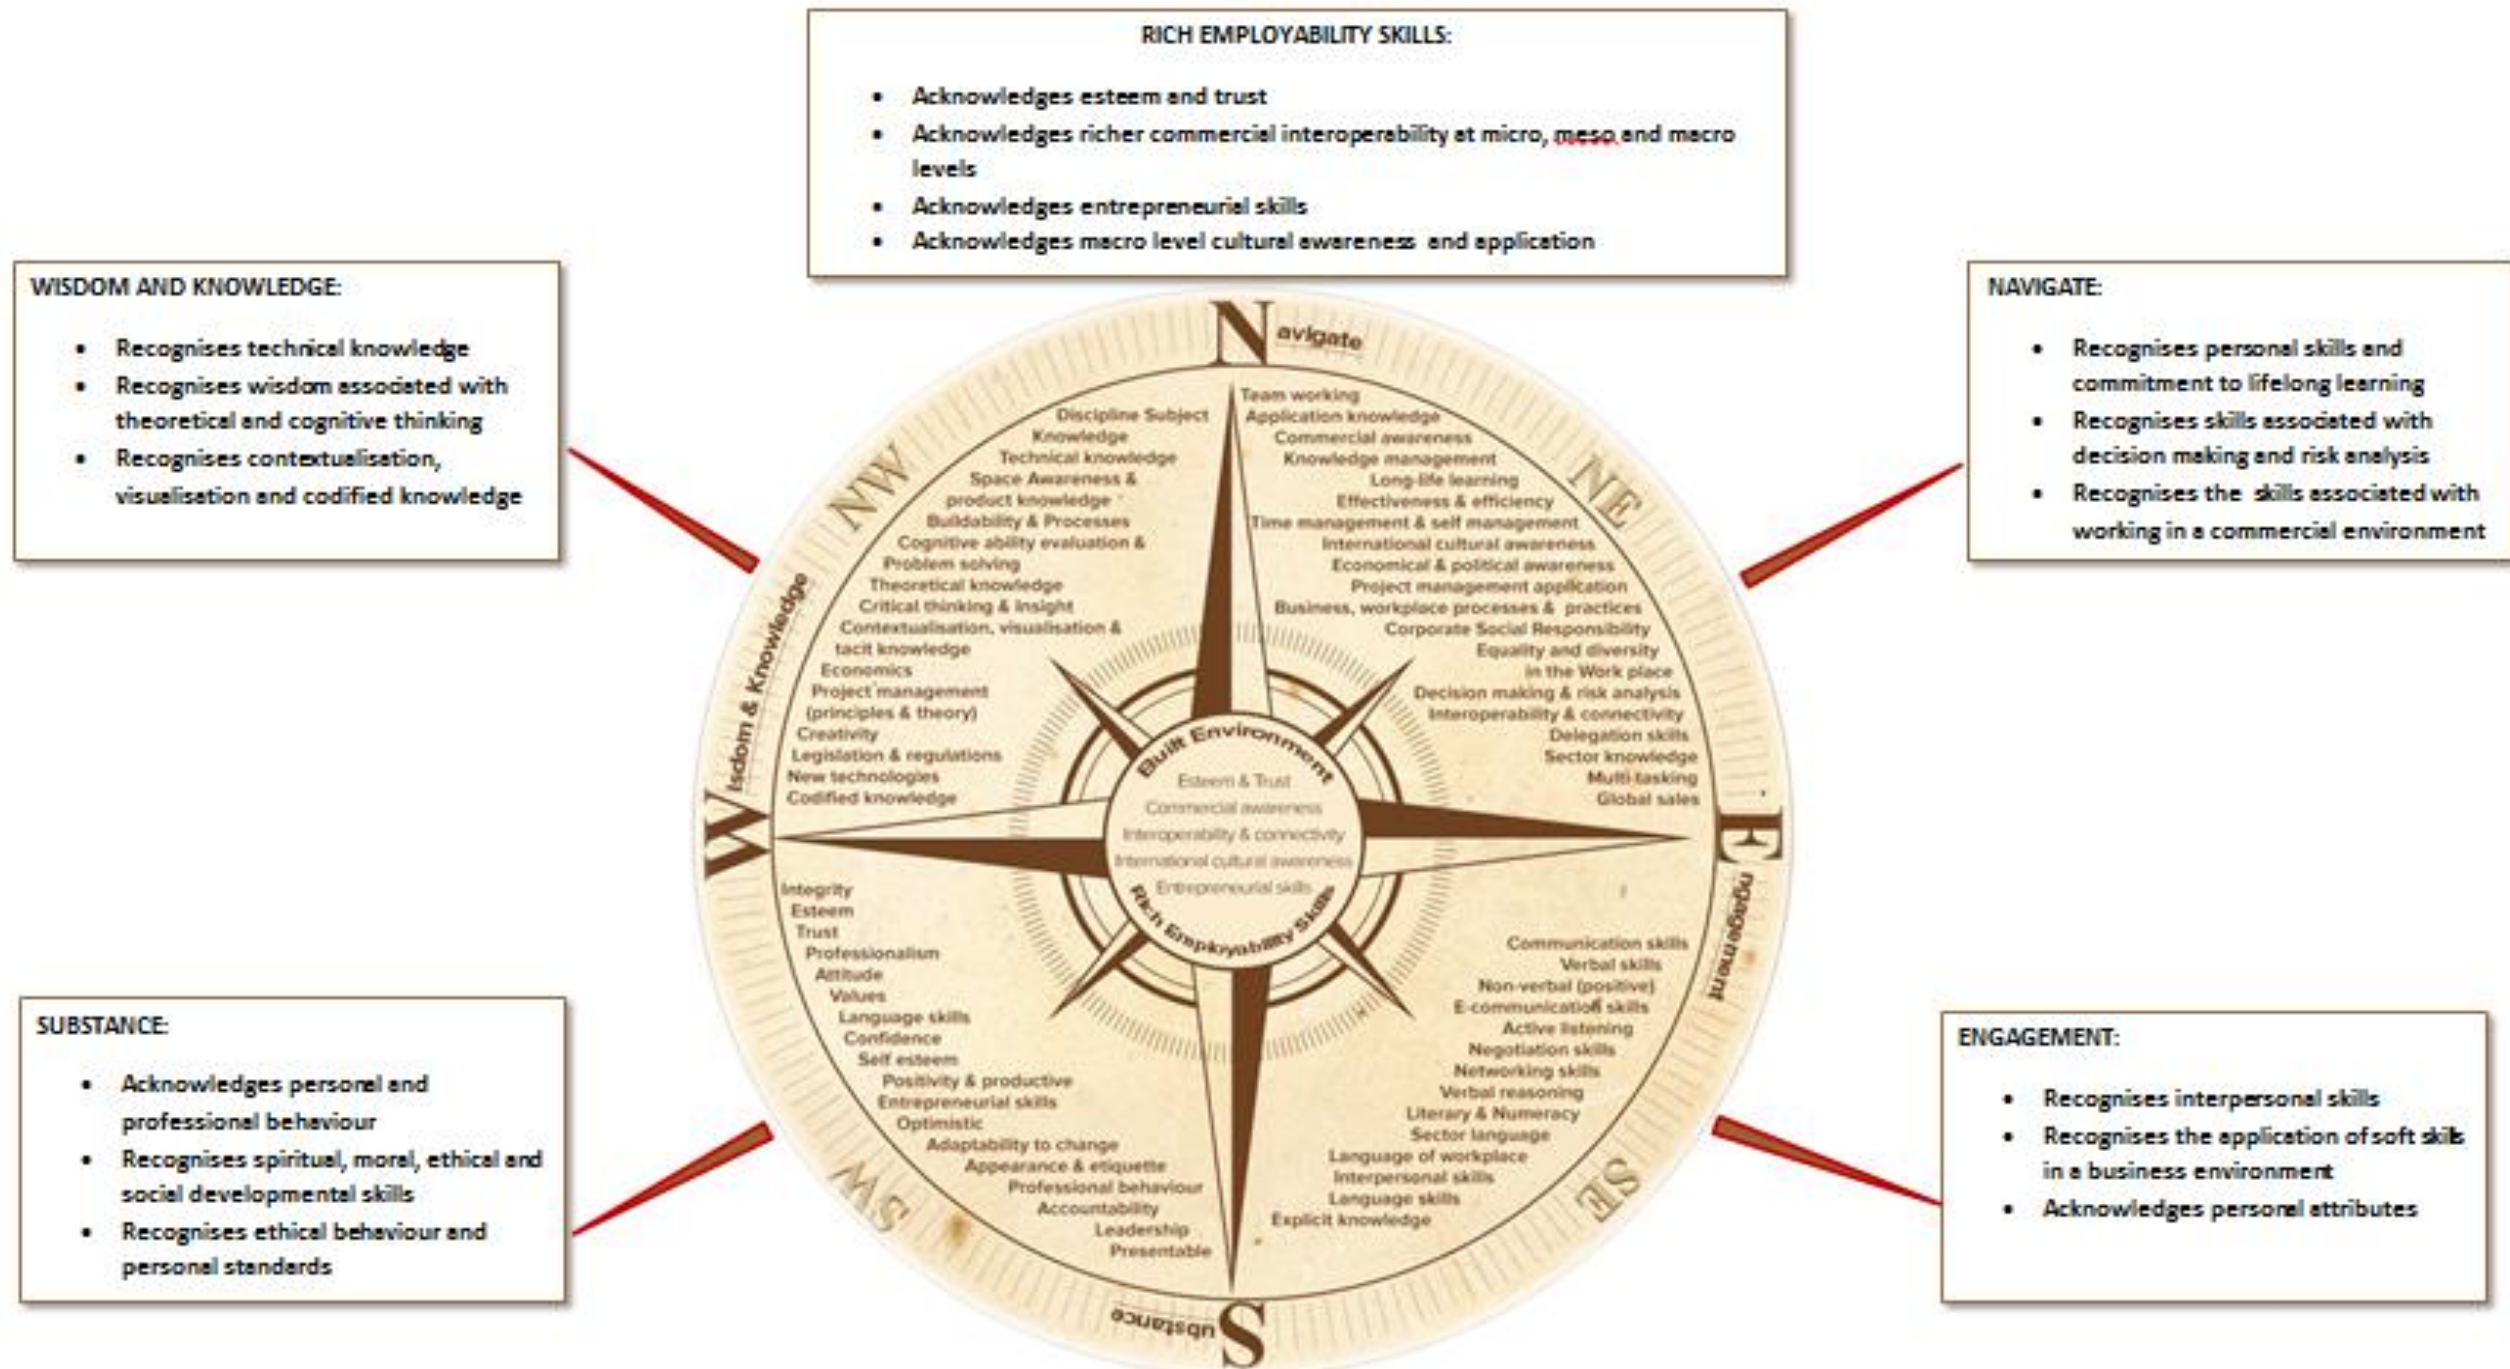 RICH EMPLOYABILITY SKILLS:
• Acknowledges esteem and trust
• Acknowledges richer commercial interoperability at micro, meso and macro
levels
• Acknowledges entrepreneurial skills
• Acknowledges macro level cultural awareness and application
WISDOM AND KNOWLEDGE:
• Recognises technical knowledge
• Recognises wisdom associated with
theoretical and cognitive thinking
• Recognises contextualisation,
visualisation and codified knowledge
NAVIGATE:
• Recognises personal skills and
commitment to lifelong learning
• Recognises skills associated with
decision making and risk analysis
• Recognises the skills associated with
working in a commercial environment
Navigate
NW
NE
Wisdom & Knowledge
Discipline Subject
Knowledge
Technical knowledge
Space Awareness &
product knowledge
Buildability & Processes
Cognitive ability evaluation &
Problem solving
Theoretical knowledge
Critical thinking & insight
Contextualisation, visualisation &
tacit knowledge
Economics
Project management
(principles & theory)
Creativity
Legislation & regulations
New technologies
Codified knowledge
Team working
Application knowledge
Commercial awareness
Knowledge management
Long-life learning
Effectiveness & efficiency
Time management & self management
International cultural awareness
Economical & political awareness
Project management application
Business, workplace processes & practices
Corporate Social Responsibility
Equality and diversity
in the Work place
Decision making & risk analysis
Interoperability & connectivity
Delegation skills
Sector knowledge
Multi-tasking
Global sales
Built Environment
Esteem & Trust
Commercial awareness
Interoperability & connectivity
International cultural awareness
Entrepreneurial skills
Rich Employability Skills
Engagement
Integrity
Esteem
Trust
Professionalism
Attitude
Values
Language skills
Confidence
Self esteem
Positivity & productive
Entrepreneurial skills
Optimistic
Adaptability to change
Appearance & etiquette
Professional behaviour
Accountability
Leadership
Presentable
Communication skills
Verbal skills
Non-verbal (positive)
E-communication skills
Active listening
Negotiation skills
Networking skills
Verbal reasoning
Literary & Numeracy
Sector language
Language of workplace
Interpersonal skills
Language skills
Explicit knowledge
SW
SE
Substance
SUBSTANCE:
• Acknowledges personal and
professional behaviour
• Recognises spiritual, moral, ethical and
social developmental skills
• Recognises ethical behaviour and
personal standards
ENGAGEMENT:
• Recognises interpersonal skills
• Recognises the application of soft skills
in a business environment
• Acknowledges personal attributes